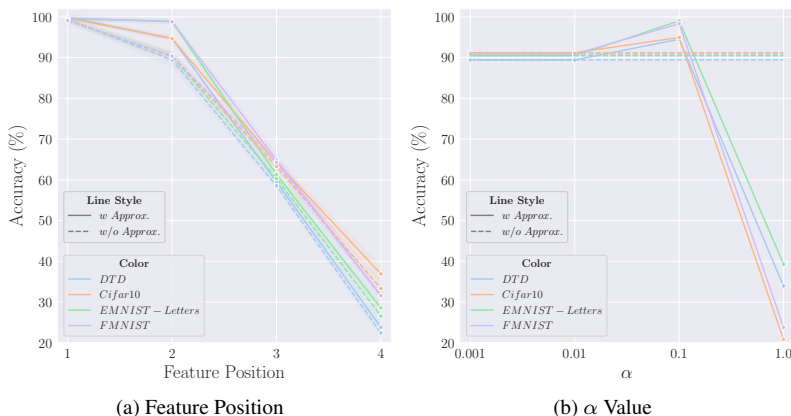 100
90
80
70
60
50
40
30
20
Accuracy (%)
Line Style
w Approx.
w/o Approx.
Color
DTD
Cifar10
EMNIST − Letters
FMNIST
1
2
3
4
Feature Position
(a) Feature Position
100
90
80
70
60
50
40
30
20
Accuracy (%)
Line Style
w Approx.
w/o Approx.
Color
DTD
Cifar10
EMNIST − Letters
FMNIST
0.001
0.01
0.1
1.0
α
(b) α Value